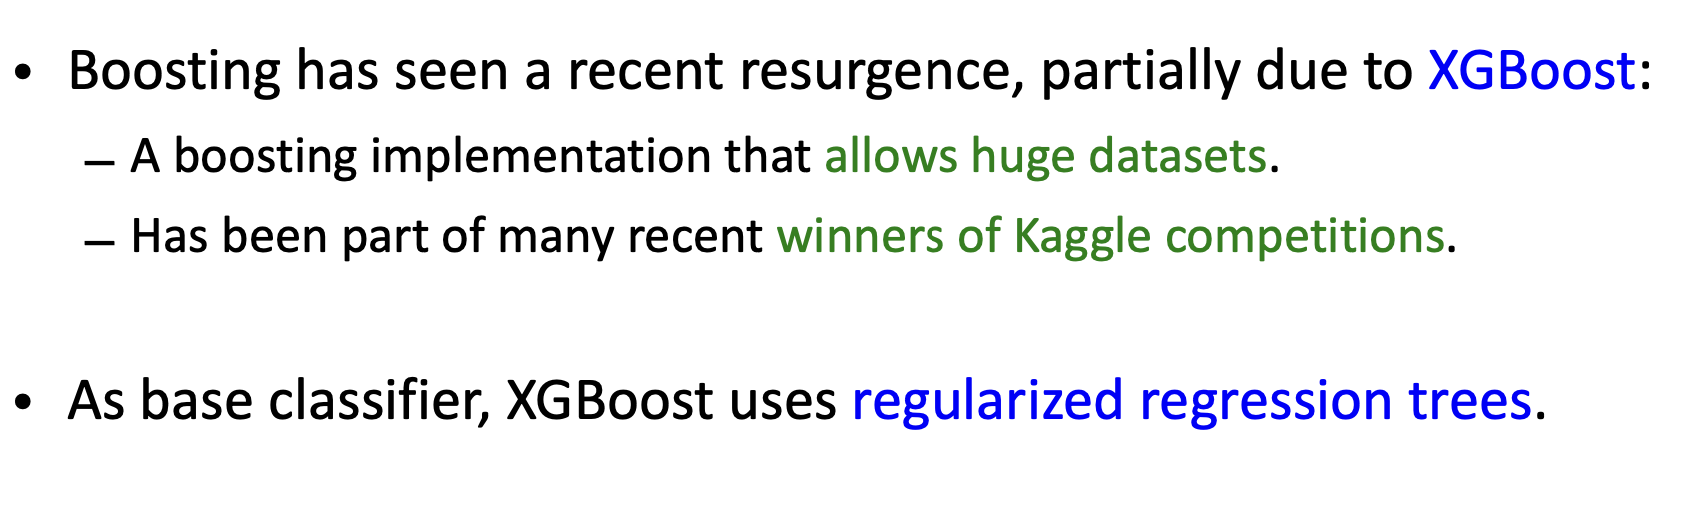 • Boosting has seen a recent resurgence, partially due to XGBoost:
– A boosting implementation that allows huge datasets.
– Has been part of many recent winners of Kaggle competitions.
• As base classifier, XGBoost uses regularized regression trees.